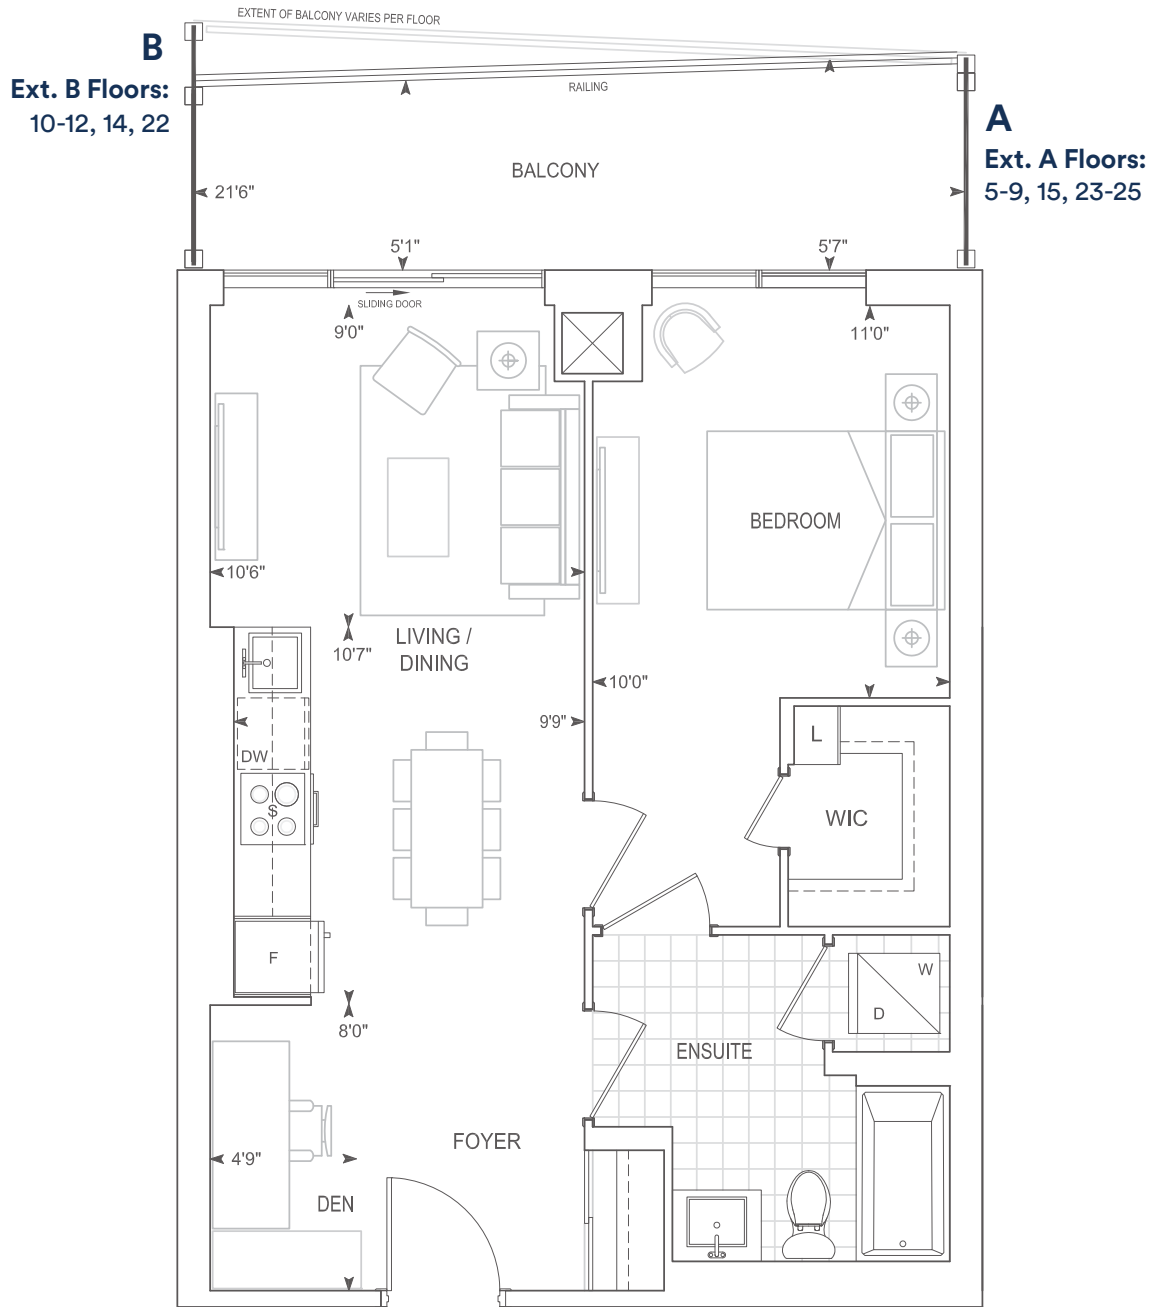 EXTENT OF BALCONY VARIES PER FLOOR
B
Ext. B Floors:
10-12, 14, 22
RAILING
A
Ext. A Floors:
5-9, 15, 23-25
BALCONY
21'6"
5'1"
5'7"
SLIDING DOOR
9'0"
11'0"
BEDROOM
10'6"
LIVING /
DINING
10'7"
10'0"
9'9"
L
DW
S
WIC
F
W
D
8'0"
ENSUITE
FOYER
4'9"
DEN